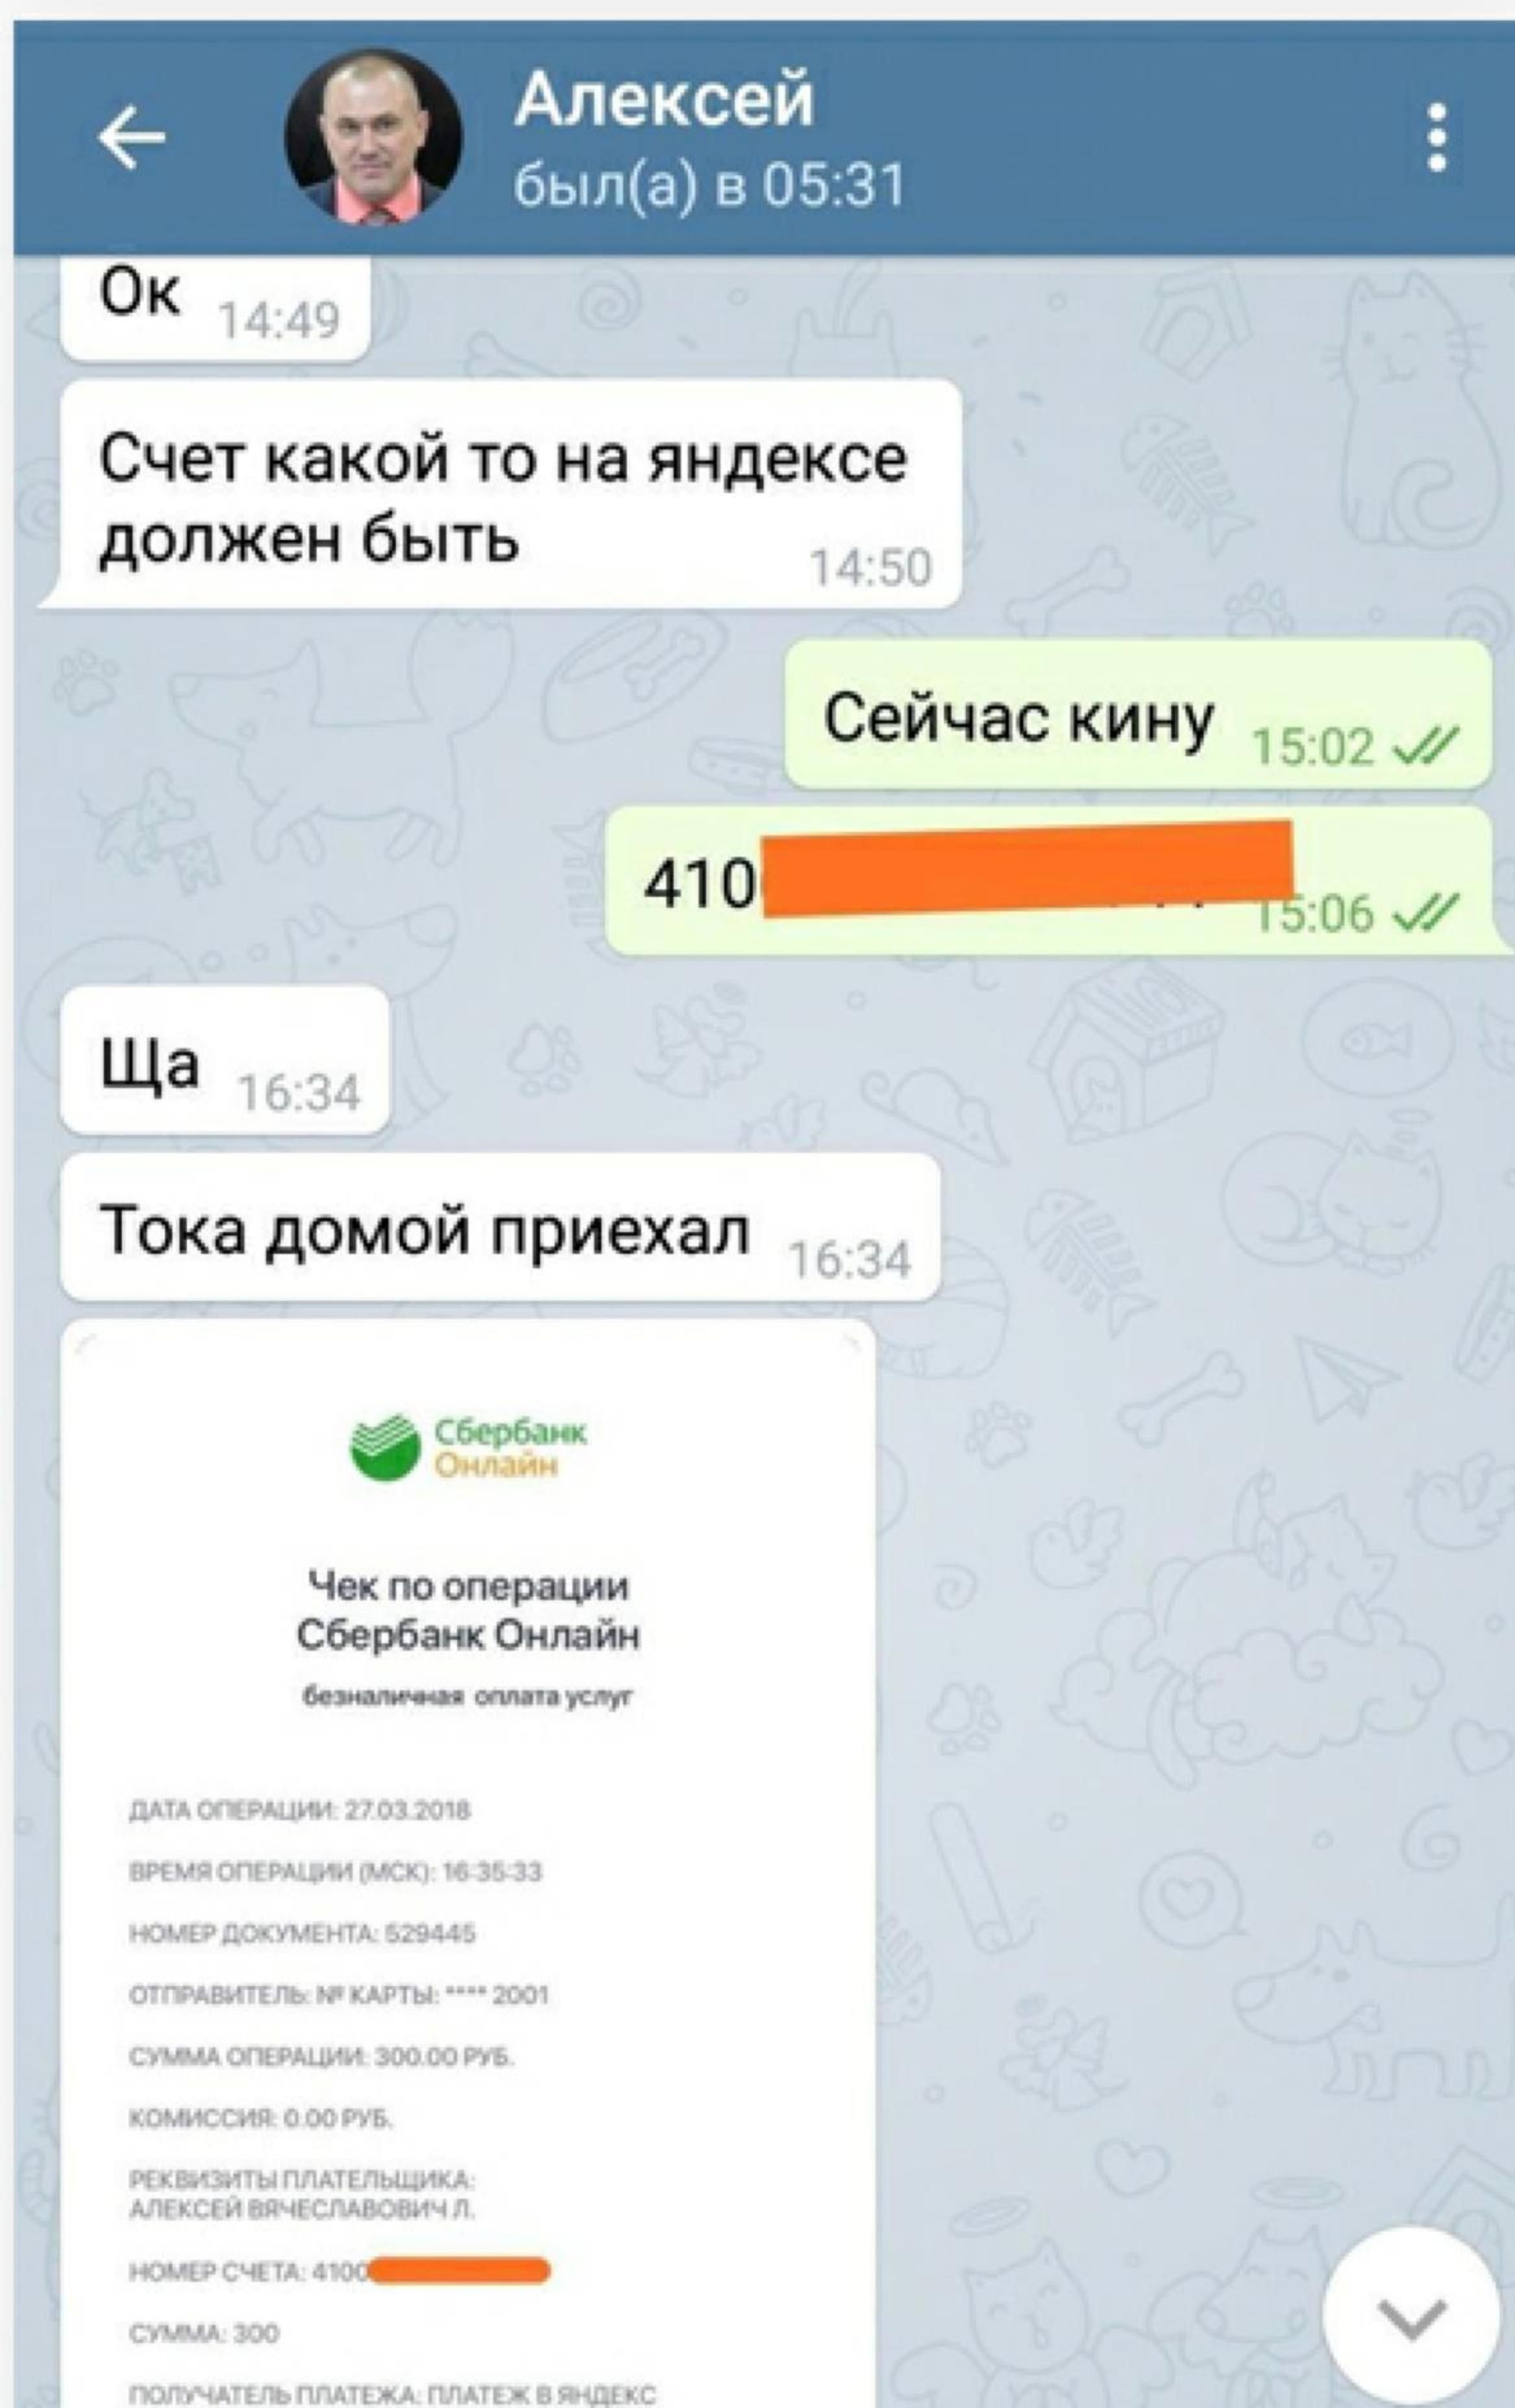 Алексей
был(а) в 05:31
Ок 14:49
Счет какой то на яндексе
должен быть 14:50
Сейчас кину 15:02
410 15:06
Ща 16:34
Тока домой приехал 16:34
Сбербанк
Онлайн
Чек по операции
Сбербанк Онлайн
безналичная оплата услуг
ДАТА ОПЕРАЦИИ: 27.03.2018
ВРЕМЯ ОПЕРАЦИИ (МСК): 16:35:33
НОМЕР ДОКУМЕНТА: 529445
ОТПРАВИТЕЛЬ: № КАРТЫ: **** 2001
СУММА ОПЕРАЦИИ: 300.00 РУБ.
КОМИССИЯ: 0.00 РУБ.
РЕКВИЗИТЫ ПЛАТЕЛЬЩИКА:
АЛЕКСЕЙ ВЯЧЕСЛАВОВИЧ Л.
НОМЕР СЧЕТА: 4100
СУММА: 300
ПОЛУЧАТЕЛЬ ПЛАТЕЖА: ПЛАТЕЖ В ЯНДЕКС